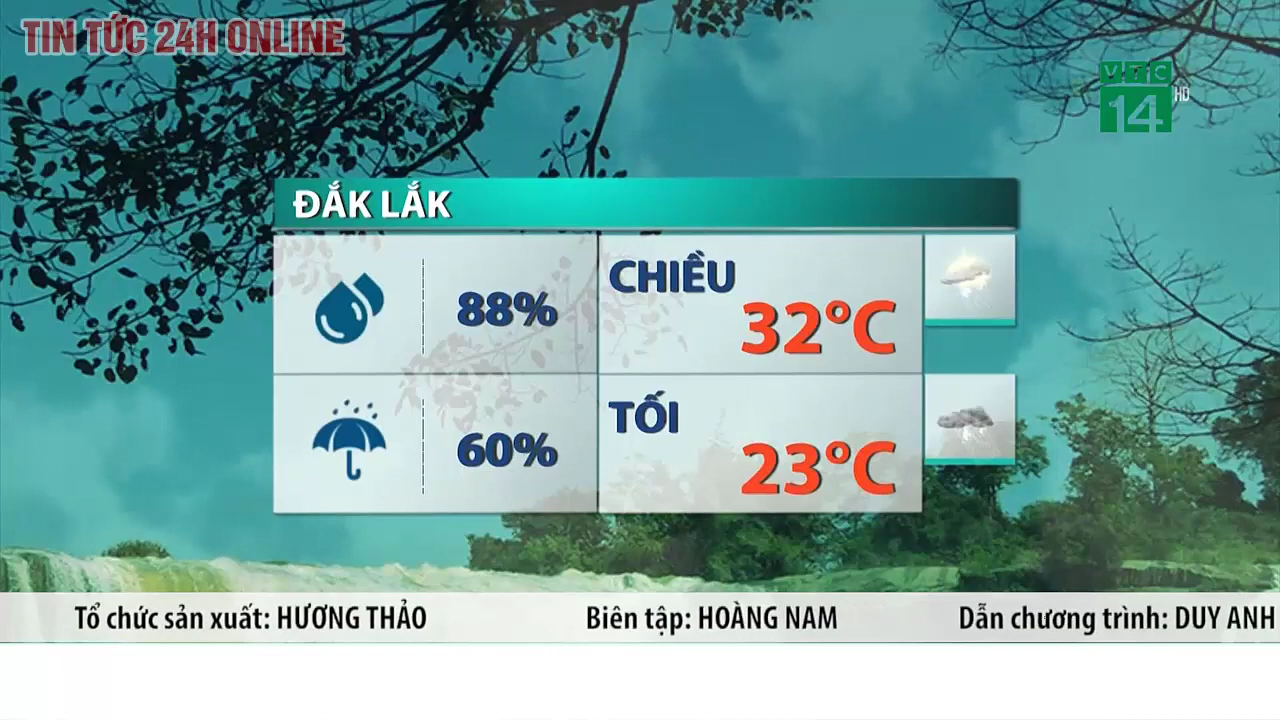 TIN TỨC 24H ONLINE
VTC
14 HD
ĐẮK LẮK
88%
CHIỀU
32°C
60%
TỐI
23°C
Tổ chức sản xuất: HƯƠNG THẢO Biên tập: HOÀNG NAM Dẫn chương trình: DUY ANH